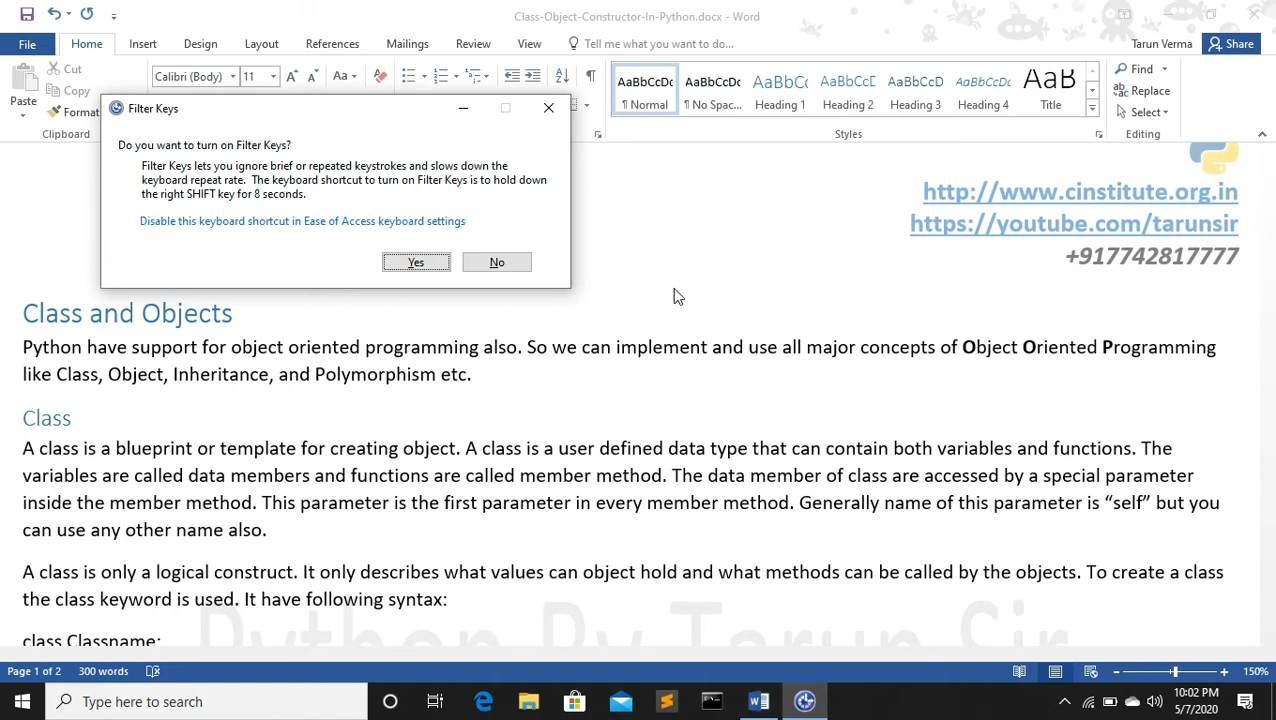 Class-Object-Constructor-In-Python.docx - Word
File Home Insert Design Layout References Mailings Review View Tell me what you want to do... Tarun Verma Share
Cut
Copy
Format
Paste
Clipboard
Calibri (Body) 11
Aa
AaBbCcDc AaBbCcDc AaBbCc AaBbCcD AaBbCcDd AaBbCcDd AaB
¶ Normal ¶ No Spac... Heading 1 Heading 2 Heading 3 Heading 4 Title
Styles
Find
Replace
Select
Editing
Filter Keys
Do you want to turn on Filter Keys?
Filter Keys lets you ignore brief or repeated keystrokes and slows down the
keyboard repeat rate. The keyboard shortcut to turn on Filter Keys is to hold down
the right SHIFT key for 8 seconds.
Disable this keyboard shortcut in Ease of Access keyboard settings
Yes No
http://www.cinstitute.org.in
https://youtube.com/tarunsir
+917742817777
Class and Objects
Python have support for object oriented programming also. So we can implement and use all major concepts of Object Oriented Programming
like Class, Object, Inheritance, and Polymorphism etc.
Class
A class is a blueprint or template for creating object. A class is a user defined data type that can contain both variables and functions. The
variables are called data members and functions are called member method. The data member of class are accessed by a special parameter
inside the member method. This parameter is the first parameter in every member method. Generally name of this parameter is “self” but you
can use any other name also.
A class is only a logical construct. It only describes what values can object hold and what methods can be called by the objects. To create a class
the class keyword is used. It have following syntax:
class Classname:
Python By Tarun Sir
Page 1 of 2 300 words 150%
Type here to search
10:02 PM
5/7/2020